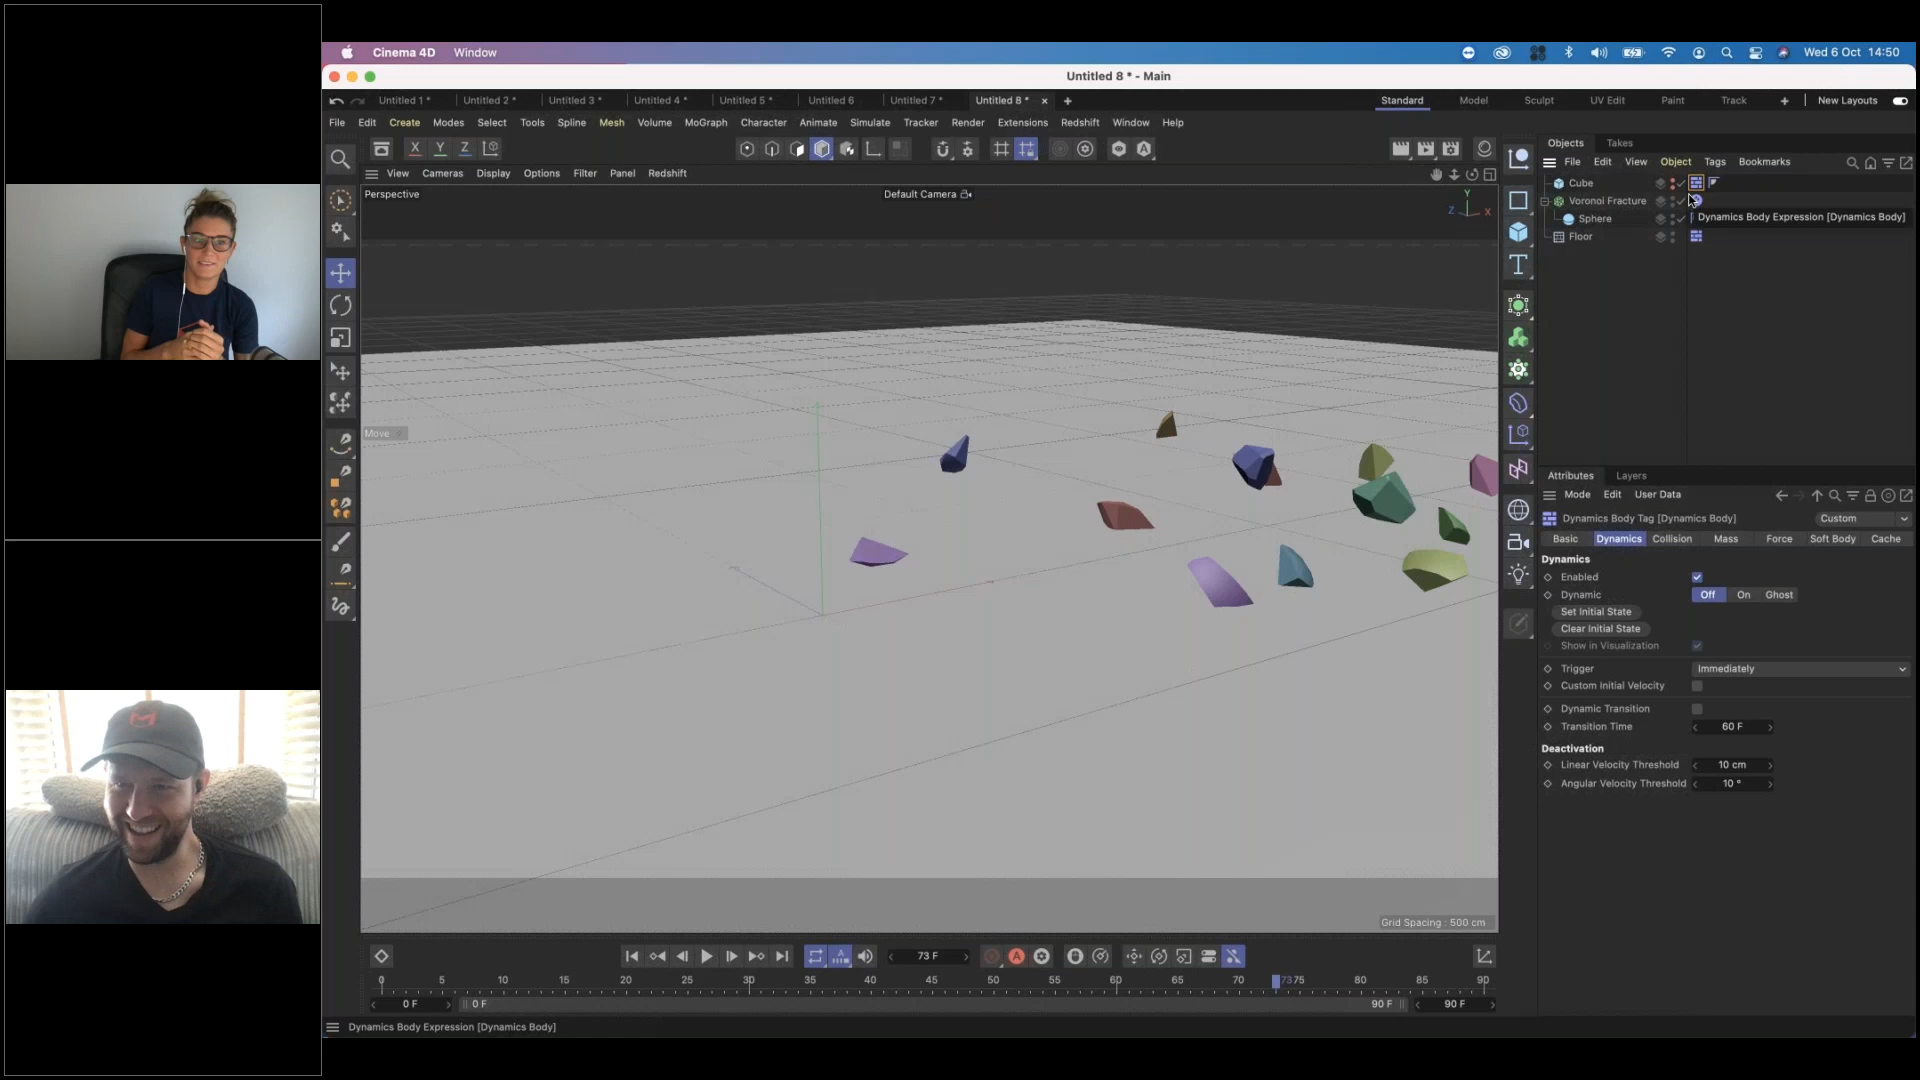 Cinema 4D Window Wed 6 Oct 14:50
Untitled 8 * - Main
Untitled 1 * Untitled 2 * Untitled 3 * Untitled 4 * Untitled 5 * Untitled 6 Untitled 7 * Untitled 8 * Standard Model Sculpt UV Edit Paint Track New Layouts
File Edit Create Modes Select Tools Spline Mesh Volume MoGraph Character Animate Simulate Tracker Render Extensions Redshift Window Help
X Y Z
View Cameras Display Options Filter Panel Redshift
Perspective Default Camera
Y
Z X
Move
Grid Spacing : 500 cm
Objects Takes
File Edit View Object Tags Bookmarks
Cube
Voronoi Fracture
Sphere
Dynamics Body Expression [Dynamics Body]
Floor
Attributes Layers
Mode Edit User Data
Dynamics Body Tag [Dynamics Body] Custom
Basic Dynamics Collision Mass Force Soft Body Cache
Dynamics
Enabled
Dynamic Off On Ghost
Set Initial State
Clear Initial State
Show in Visualization
Trigger Immediately
Custom Initial Velocity
Dynamic Transition
Transition Time 60 F
Deactivation
Linear Velocity Threshold 10 cm
Angular Velocity Threshold 10 °
73 F
0 5 10 15 20 25 30 35 40 45 50 55 60 65 70 7375 80 85 90
0 F 0 F 90 F 90 F
Dynamics Body Expression [Dynamics Body]